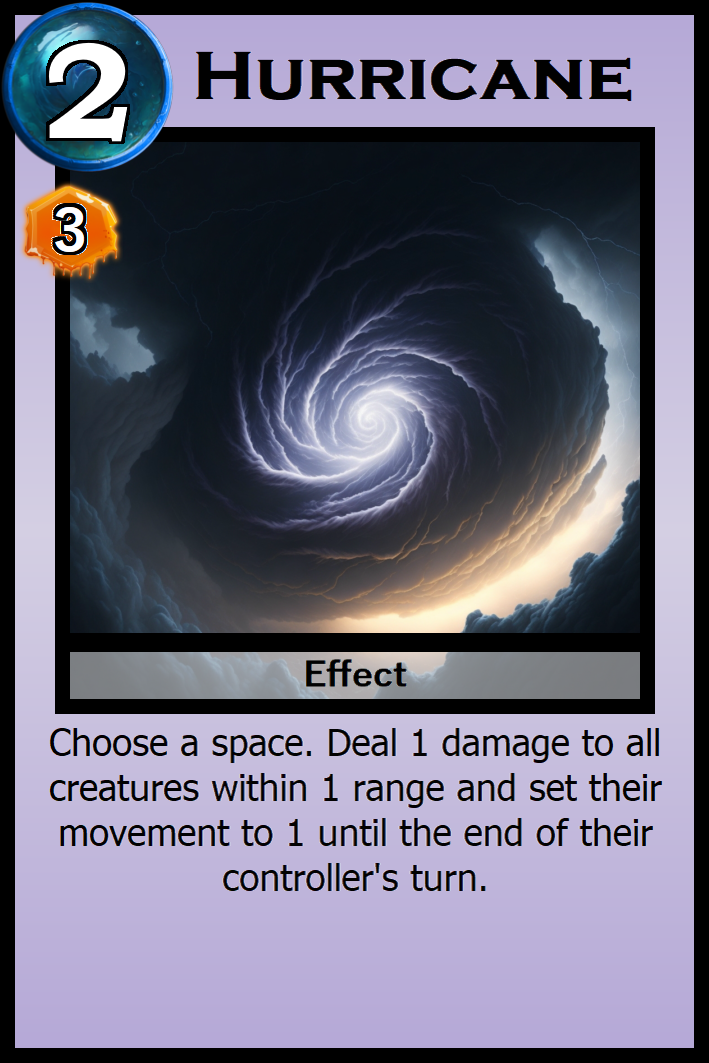 2
Hurricane
3
Effect
Choose a space. Deal 1 damage to all
creatures within 1 range and set their
movement to 1 until the end of their
controller's turn.